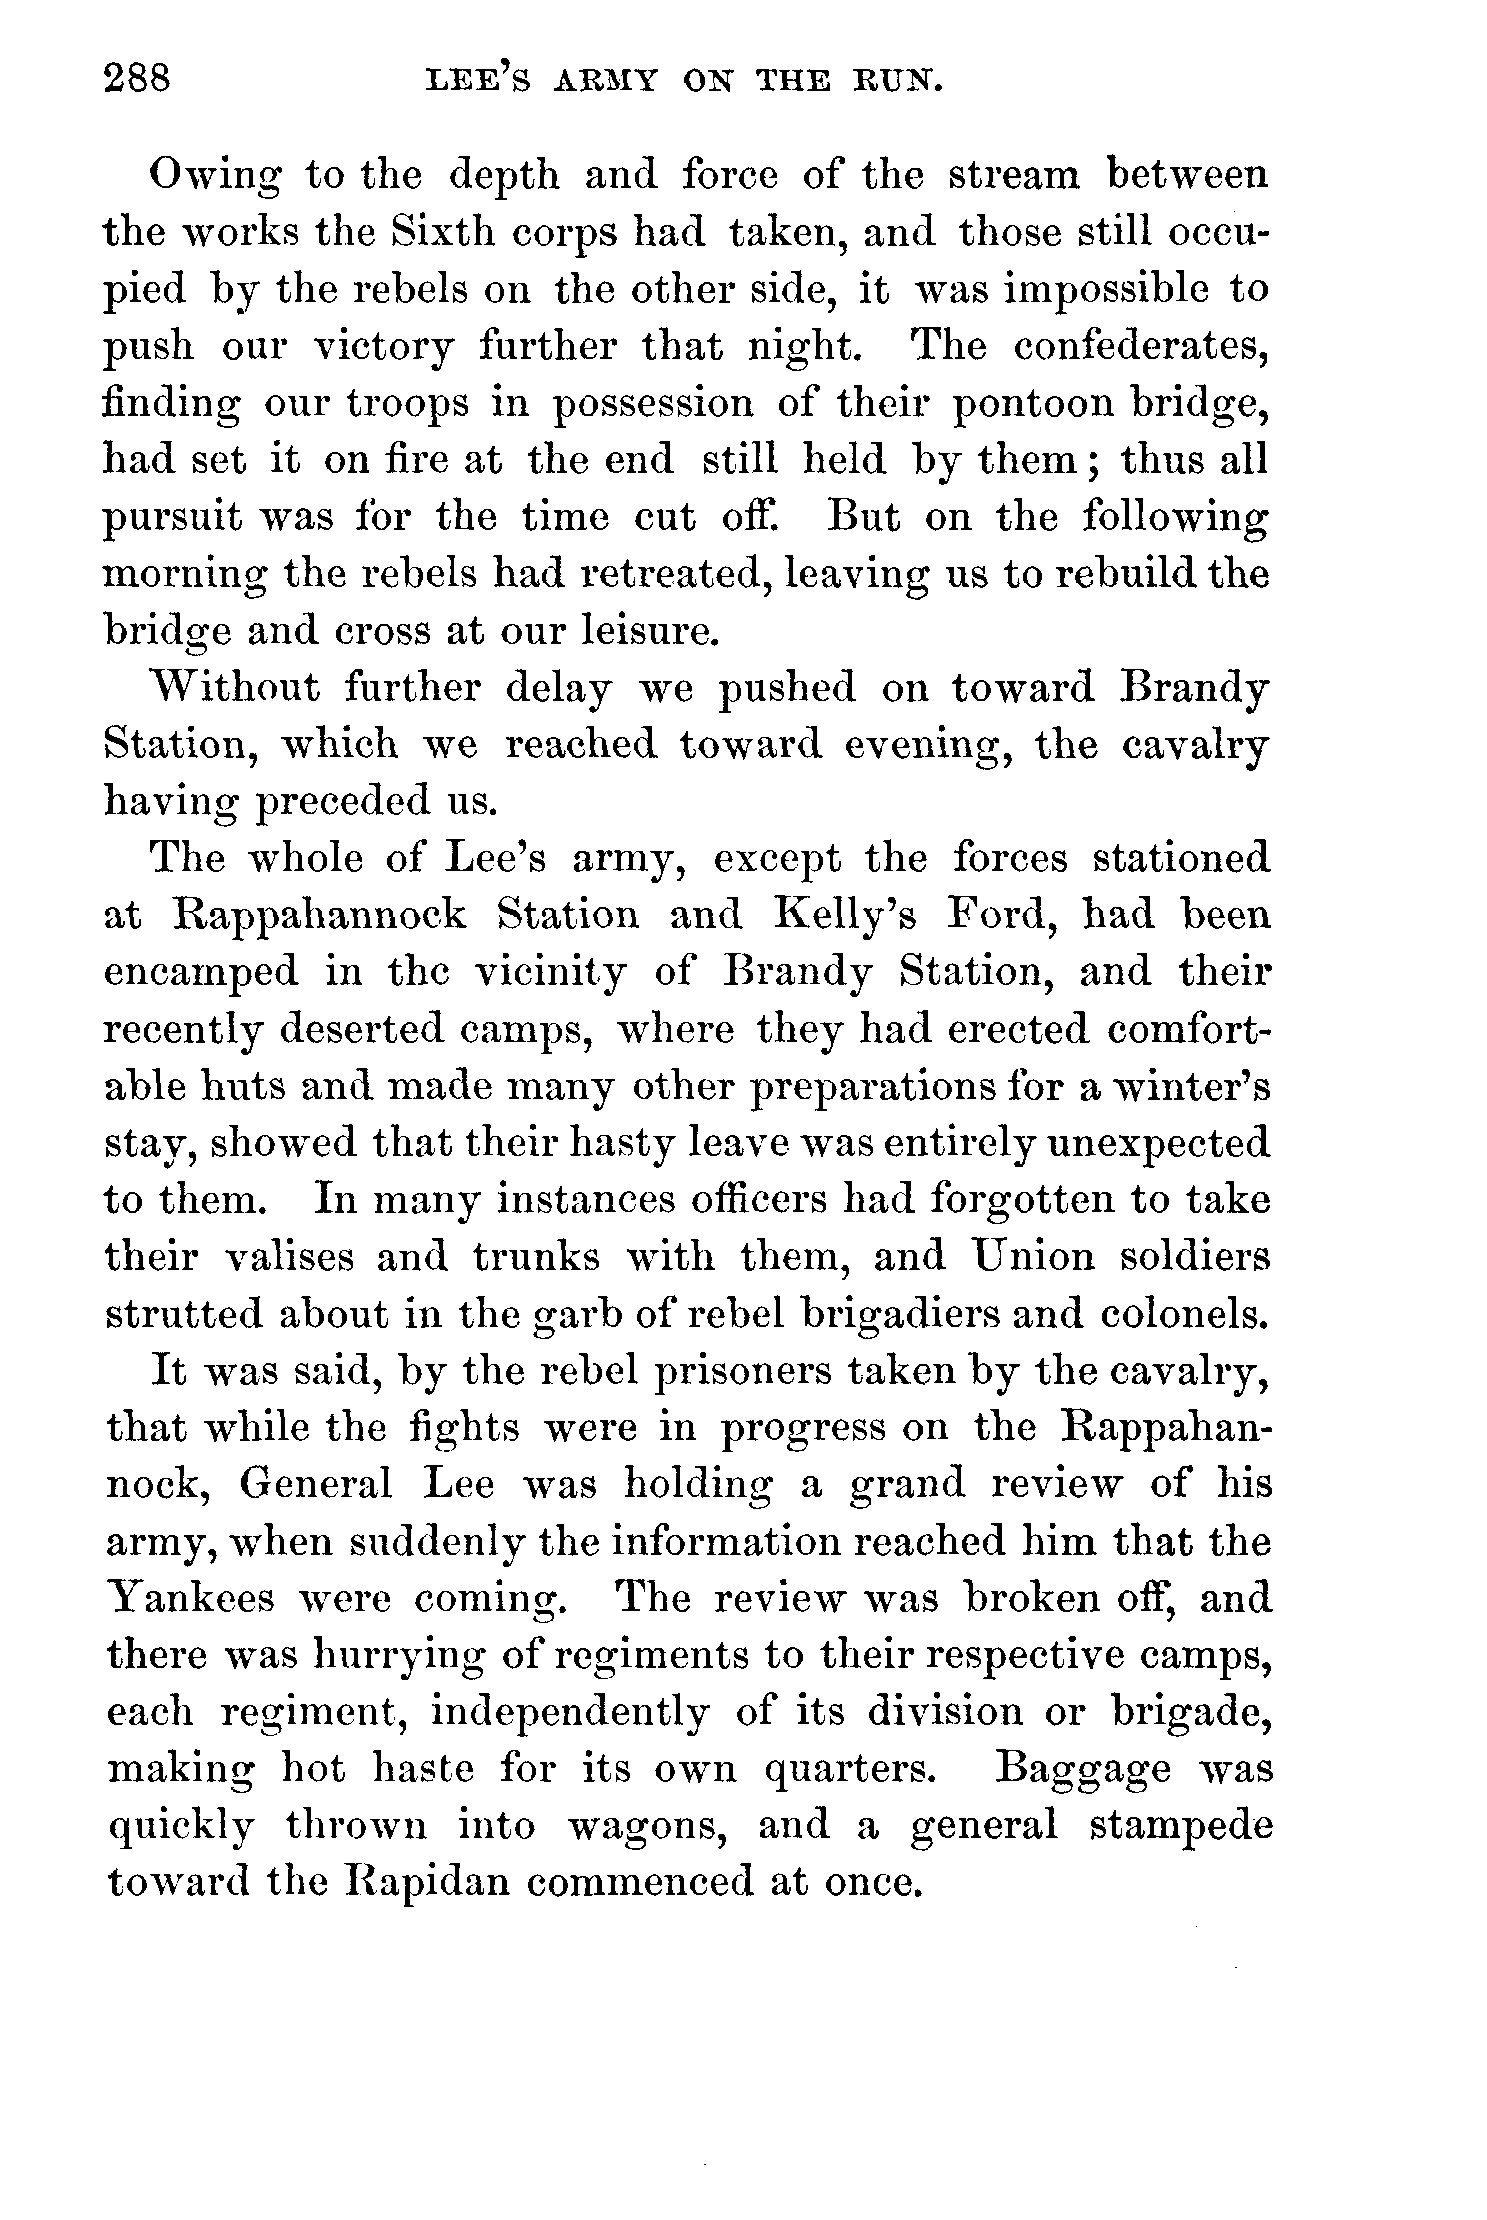 288 LEE'S ARMY ON THE RUN.
Owing to the depth and force of the stream between
the works the Sixth corps had taken, and those still occu-
pied by the rebels on the other side, it was impossible to
push our victory further that night. The confederates,
finding our troops in possession of their pontoon bridge,
had set it on fire at the end still held by them; thus all
pursuit was for the time cut off. But on the following
morning the rebels had retreated, leaving us to rebuild the
bridge and cross at our leisure.
Without further delay we pushed on toward Brandy
Station, which we reached toward evening, the cavalry
having preceded us.
The whole of Lee's army, except the forces stationed
at Rappahannock Station and Kelly's Ford, had been
encamped in the vicinity of Brandy Station, and their
recently deserted camps, where they had erected comfort-
able huts and made many other preparations for a winter's
stay, showed that their hasty leave was entirely unexpected
to them. In many instances officers had forgotten to take
their valises and trunks with them, and Union soldiers
strutted about in the garb of rebel brigadiers and colonels.
It was said, by the rebel prisoners taken by the cavalry,
that while the fights were in progress on the Rappahan-
nock, General Lee was holding a grand review of his
army, when suddenly the information reached him that the
Yankees were coming. The review was broken off, and
there was hurrying of regiments to their respective camps,
each regiment, independently of its division or brigade,
making hot haste for its own quarters. Baggage was
quickly thrown into wagons, and a general stampede
toward the Rapidan commenced at once.